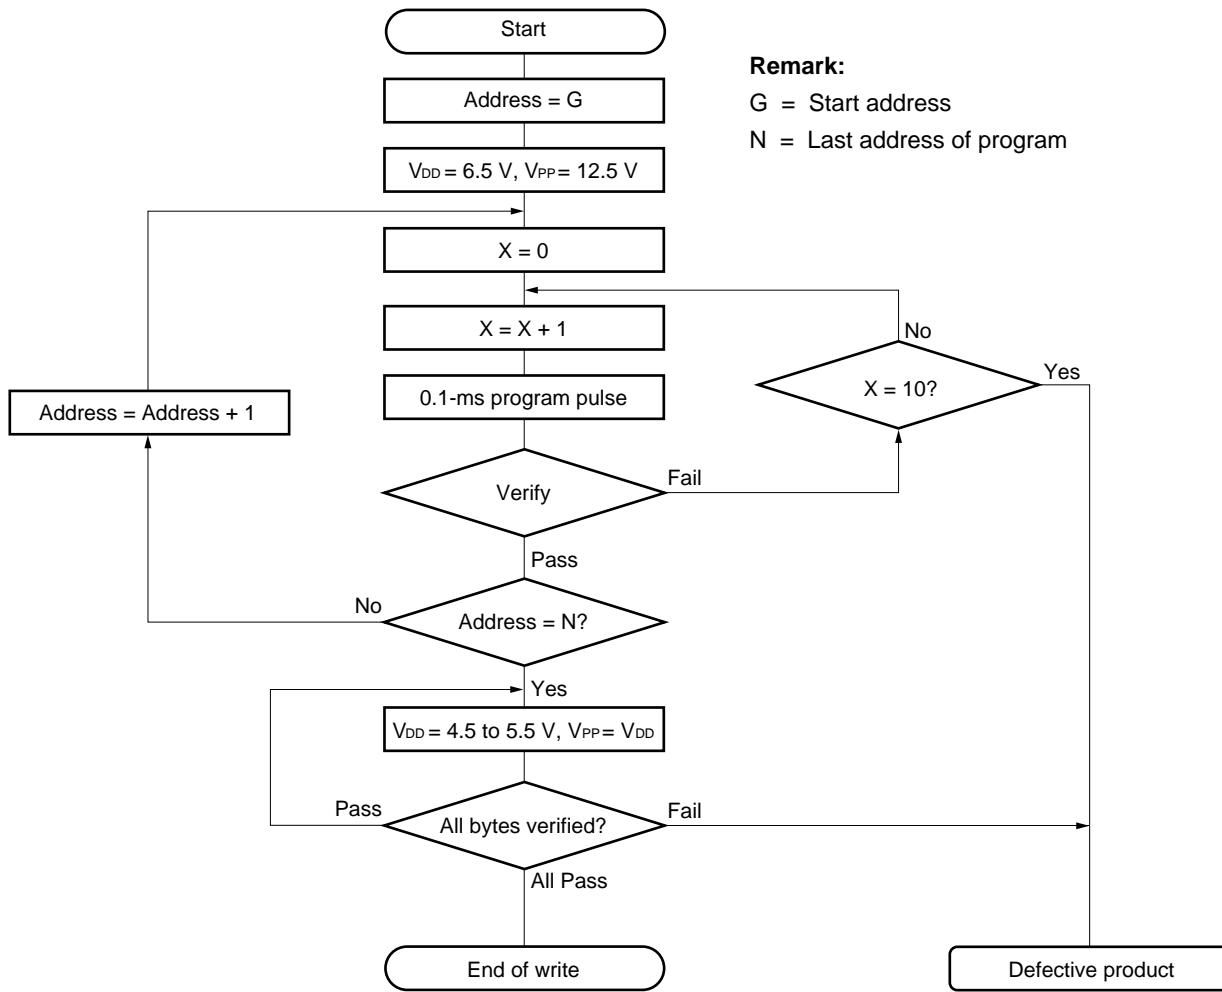 Start
Remark:
G = Start address
N = Last address of program
Address = G
VDD = 6.5 V, VPP = 12.5 V
X = 0
X = X + 1
No
X = 10?
Yes
0.1-ms program pulse
Address = Address + 1
Verify
Fail
Pass
No
Address = N?
Yes
VDD = 4.5 to 5.5 V, VPP = VDD
Pass
All bytes verified?
Fail
All Pass
End of write
Defective product